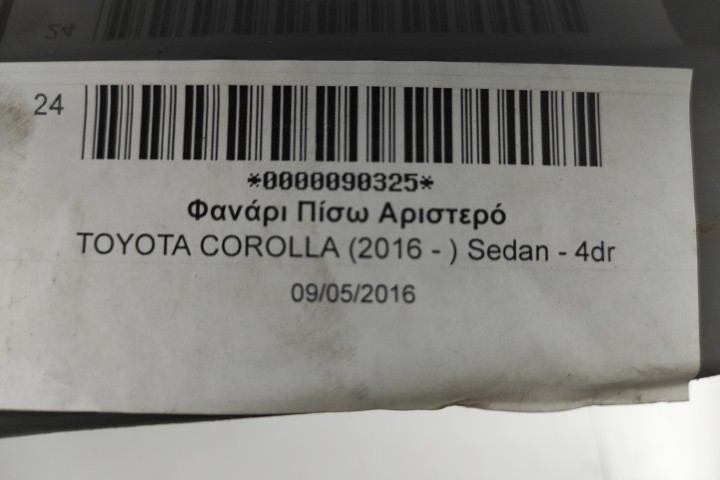 24
*0000090325*
Φανάρι Πίσω Αριστερό
TOYOTA COROLLA (2016 - ) Sedan - 4dr
09/05/2016